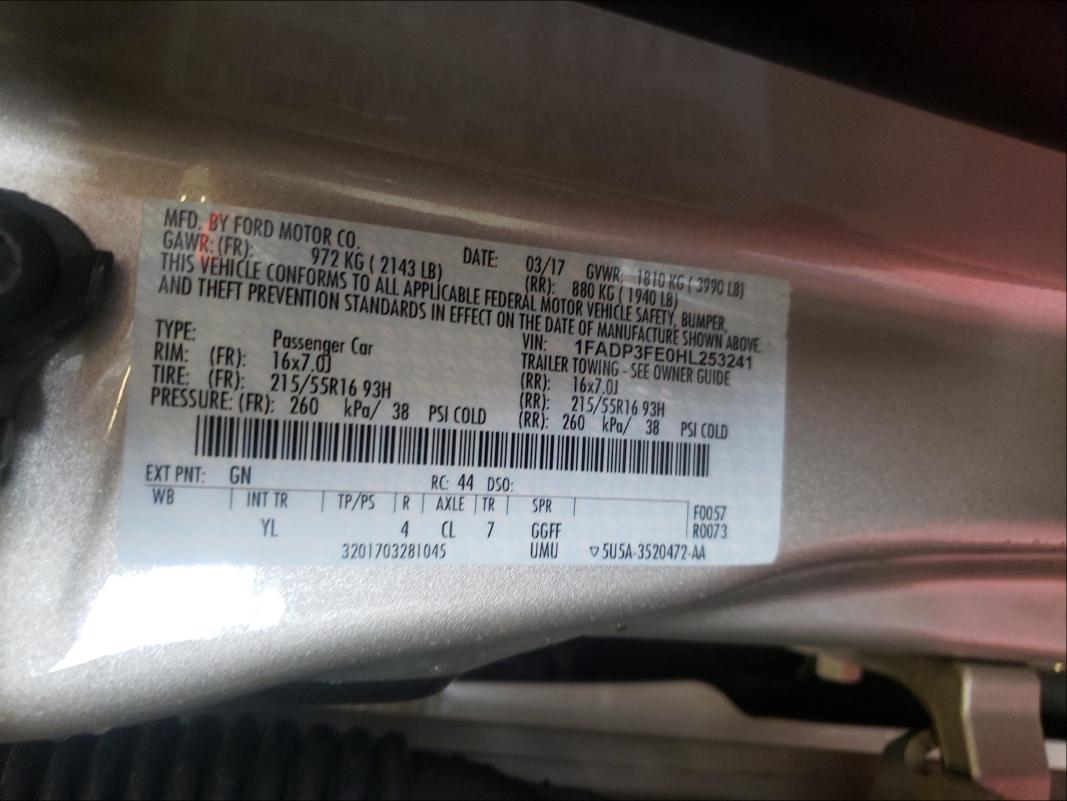 MFD. BY FORD MOTOR CO.
DATE: 03/17 GVWR: 1810 KG ( 3990 LB)
GAWR: (FR): 972 KG ( 2143 LB) (RR): 880 KG ( 1940 LB)
THIS VEHICLE CONFORMS TO ALL APPLICABLE FEDERAL MOTOR VEHICLE SAFETY, BUMPER,
AND THEFT PREVENTION STANDARDS IN EFFECT ON THE DATE OF MANUFACTURE SHOWN ABOVE.
VIN: 1FADP3FE0HL253241
TYPE: Passenger Car TRAILER TOWING - SEE OWNER GUIDE
RIM: (FR): 16x7.0J (RR): 16x7.0J
TIRE: (FR): 215/55R16 93H (RR): 215/55R16 93H
PRESSURE: (FR): 260 kPa/ 38 PSI COLD (RR): 260 kPa/ 38 PSI COLD
EXT PNT: GN RC: 44 DSO:
WB INT TR TP/PS R AXLE TR SPR F0057
YL 4 CL 7 GGFF R0073
3201703281045 UMU ▽5U5A-3520472-AA